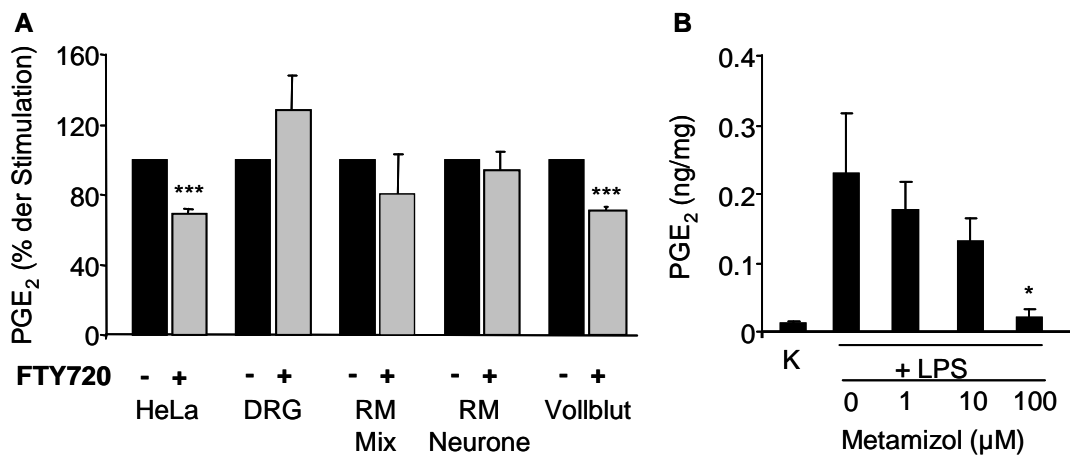 A
PGE2 (% der Stimulation)
160
120
80
40
0
***
***
FTY720 - + - + - + - + - +
HeLa DRG RM Mix RM Neurone Vollblut
B
PGE2 (ng/mg)
0.4
0.3
0.2
0.1
0
*
K
+ LPS
0 1 10 100
Metamizol (µM)